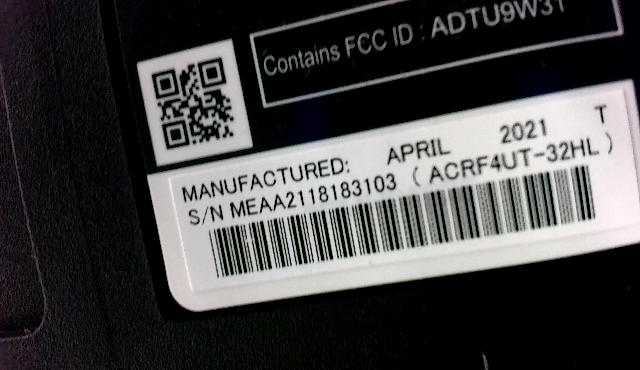 Contains FCC ID : ADTU9W31
MANUFACTURED: APRIL 2021 T
S/N MEAA2118183103 ( ACRF4UT-32HL )